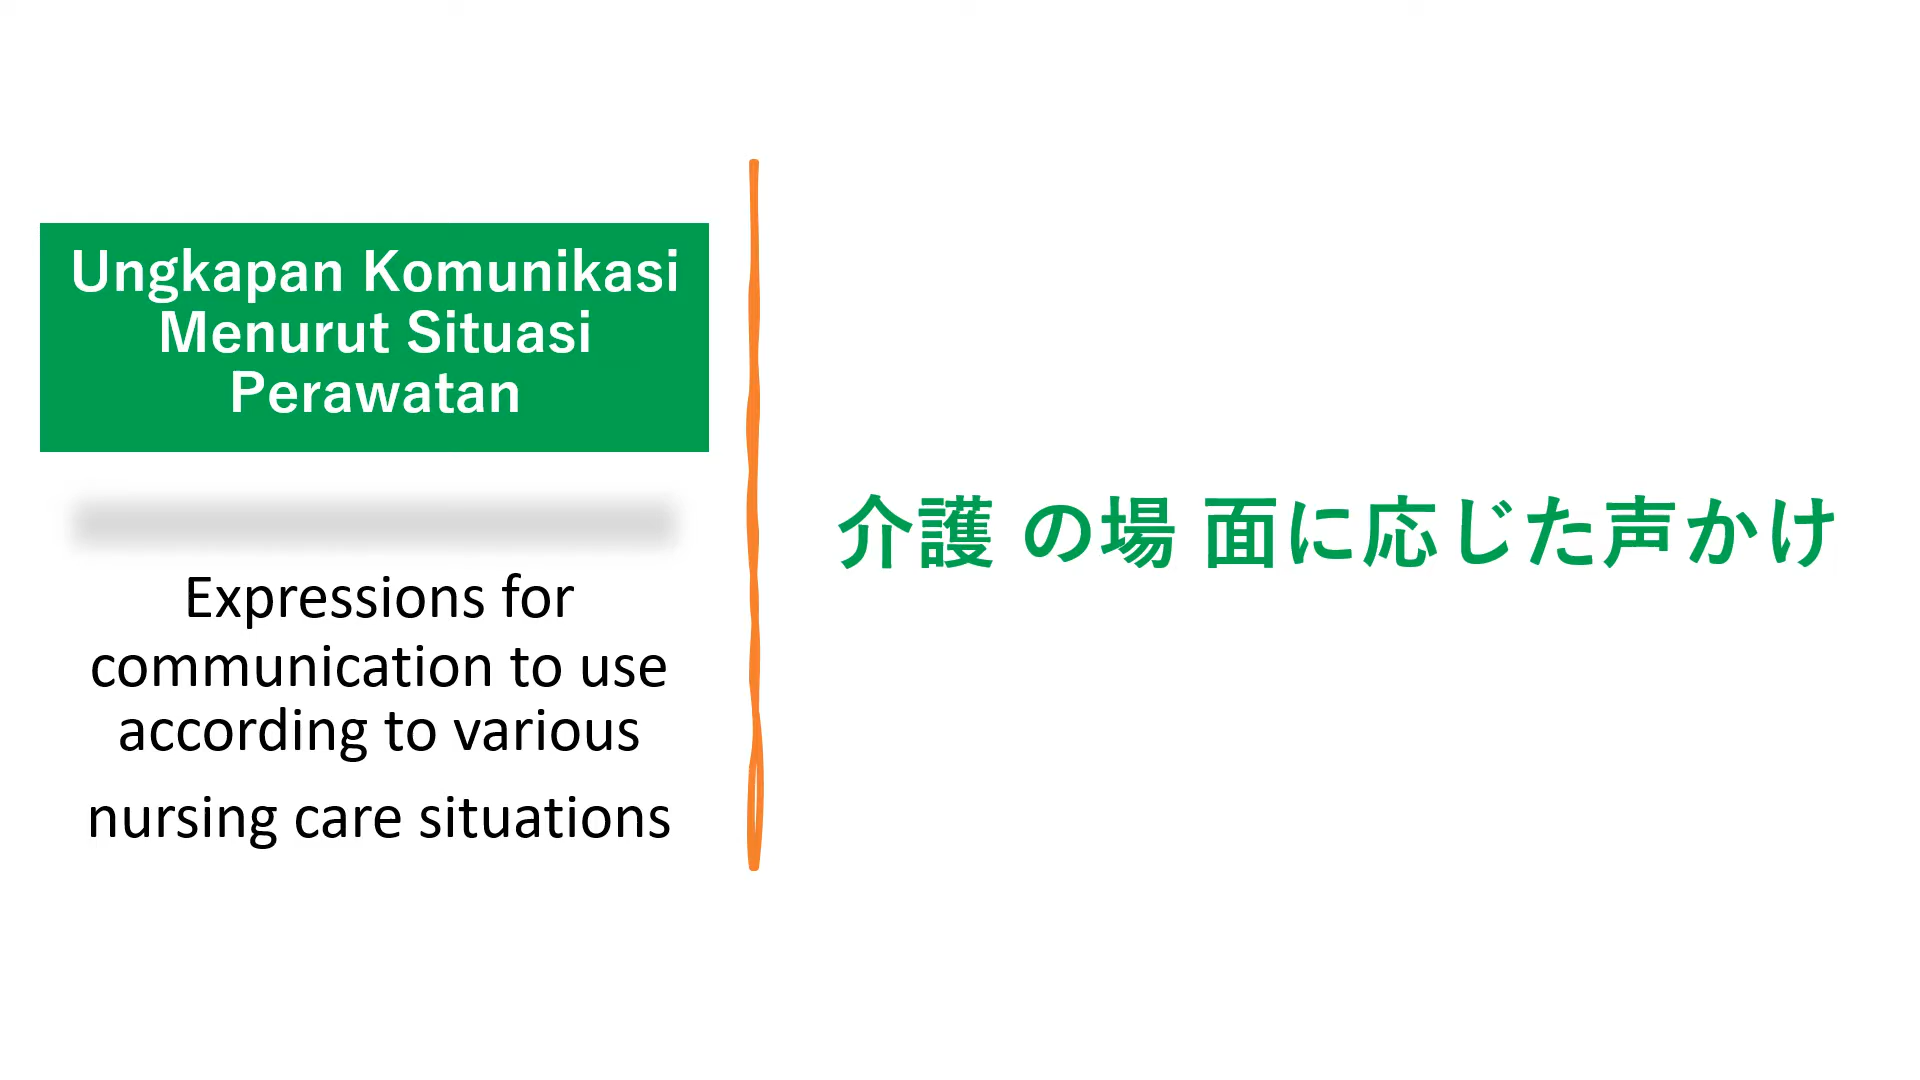 Ungkapan Komunikasi
Menurut Situasi
Perawatan
Expressions for
communication to use
according to various
nursing care situations
介護 の場 面に応じた声かけ